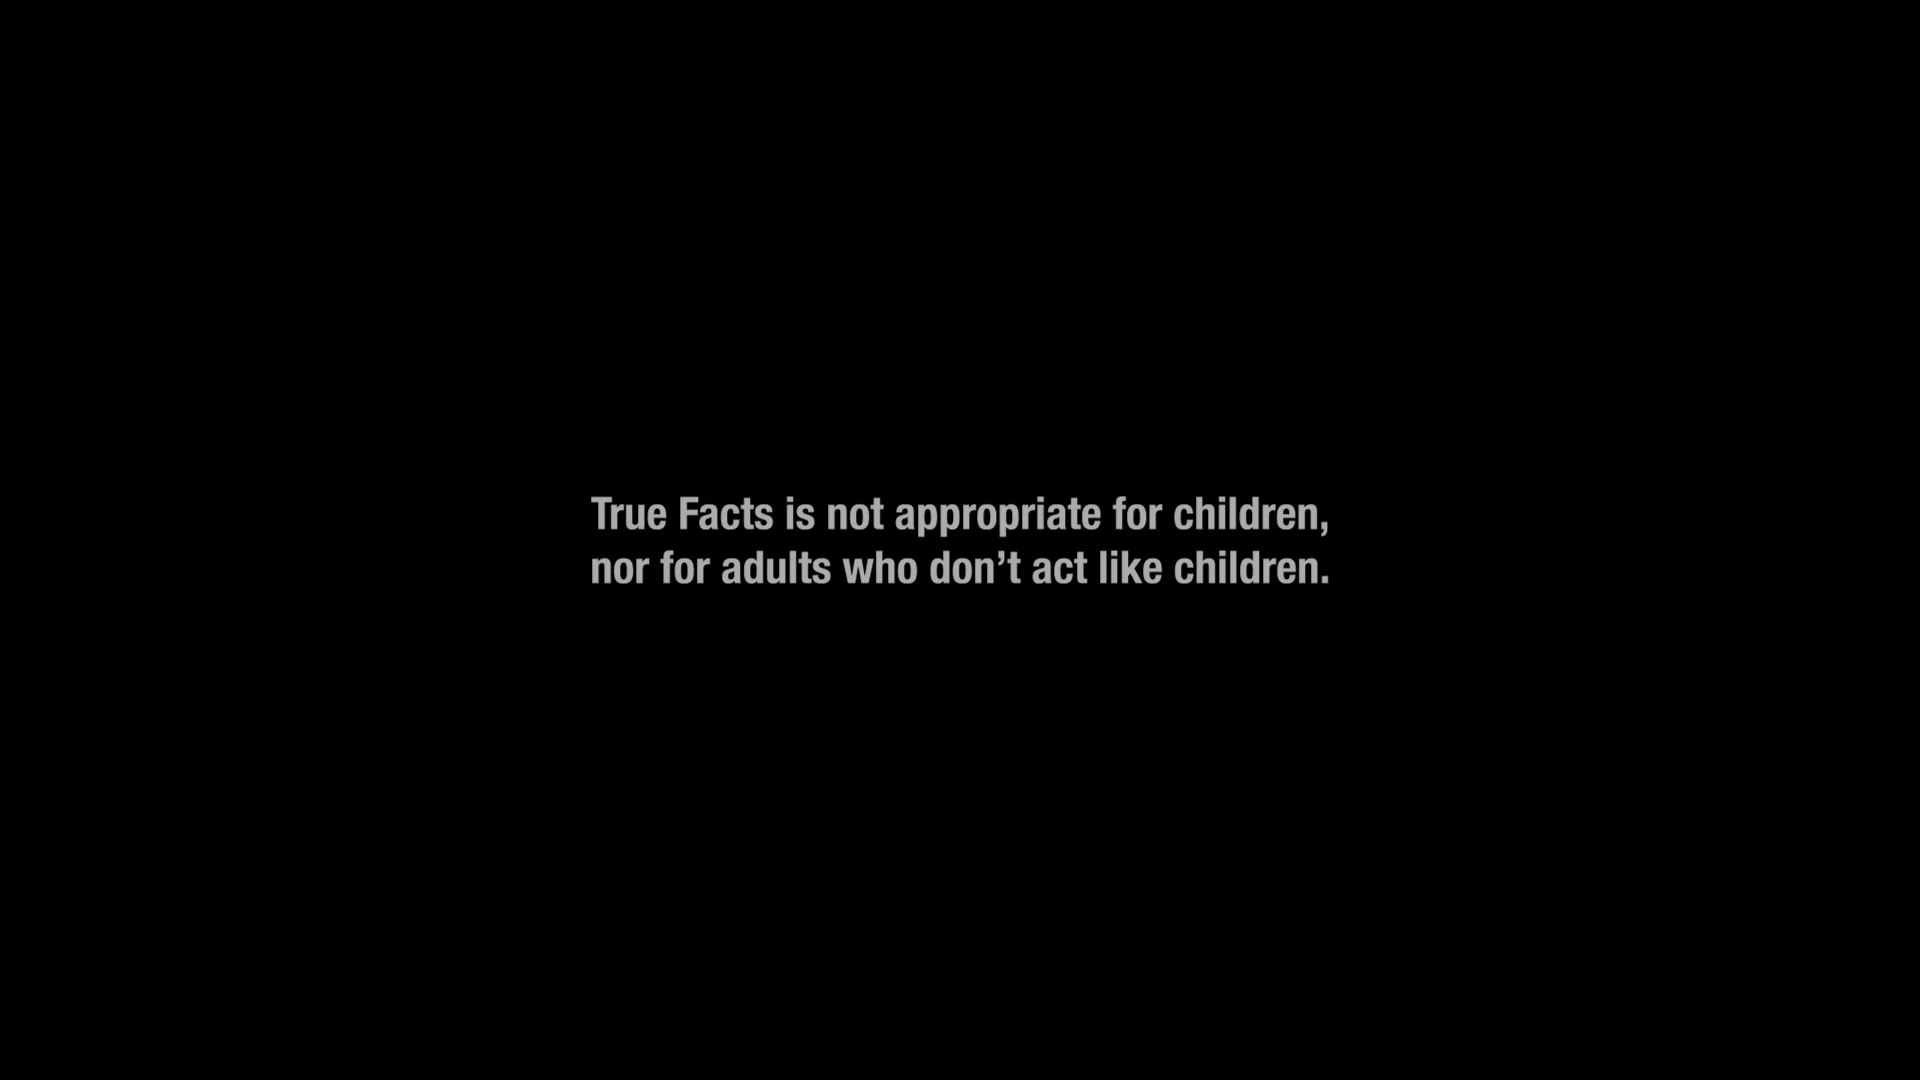 True Facts is not appropriate for children,
nor for adults who don’t act like children.